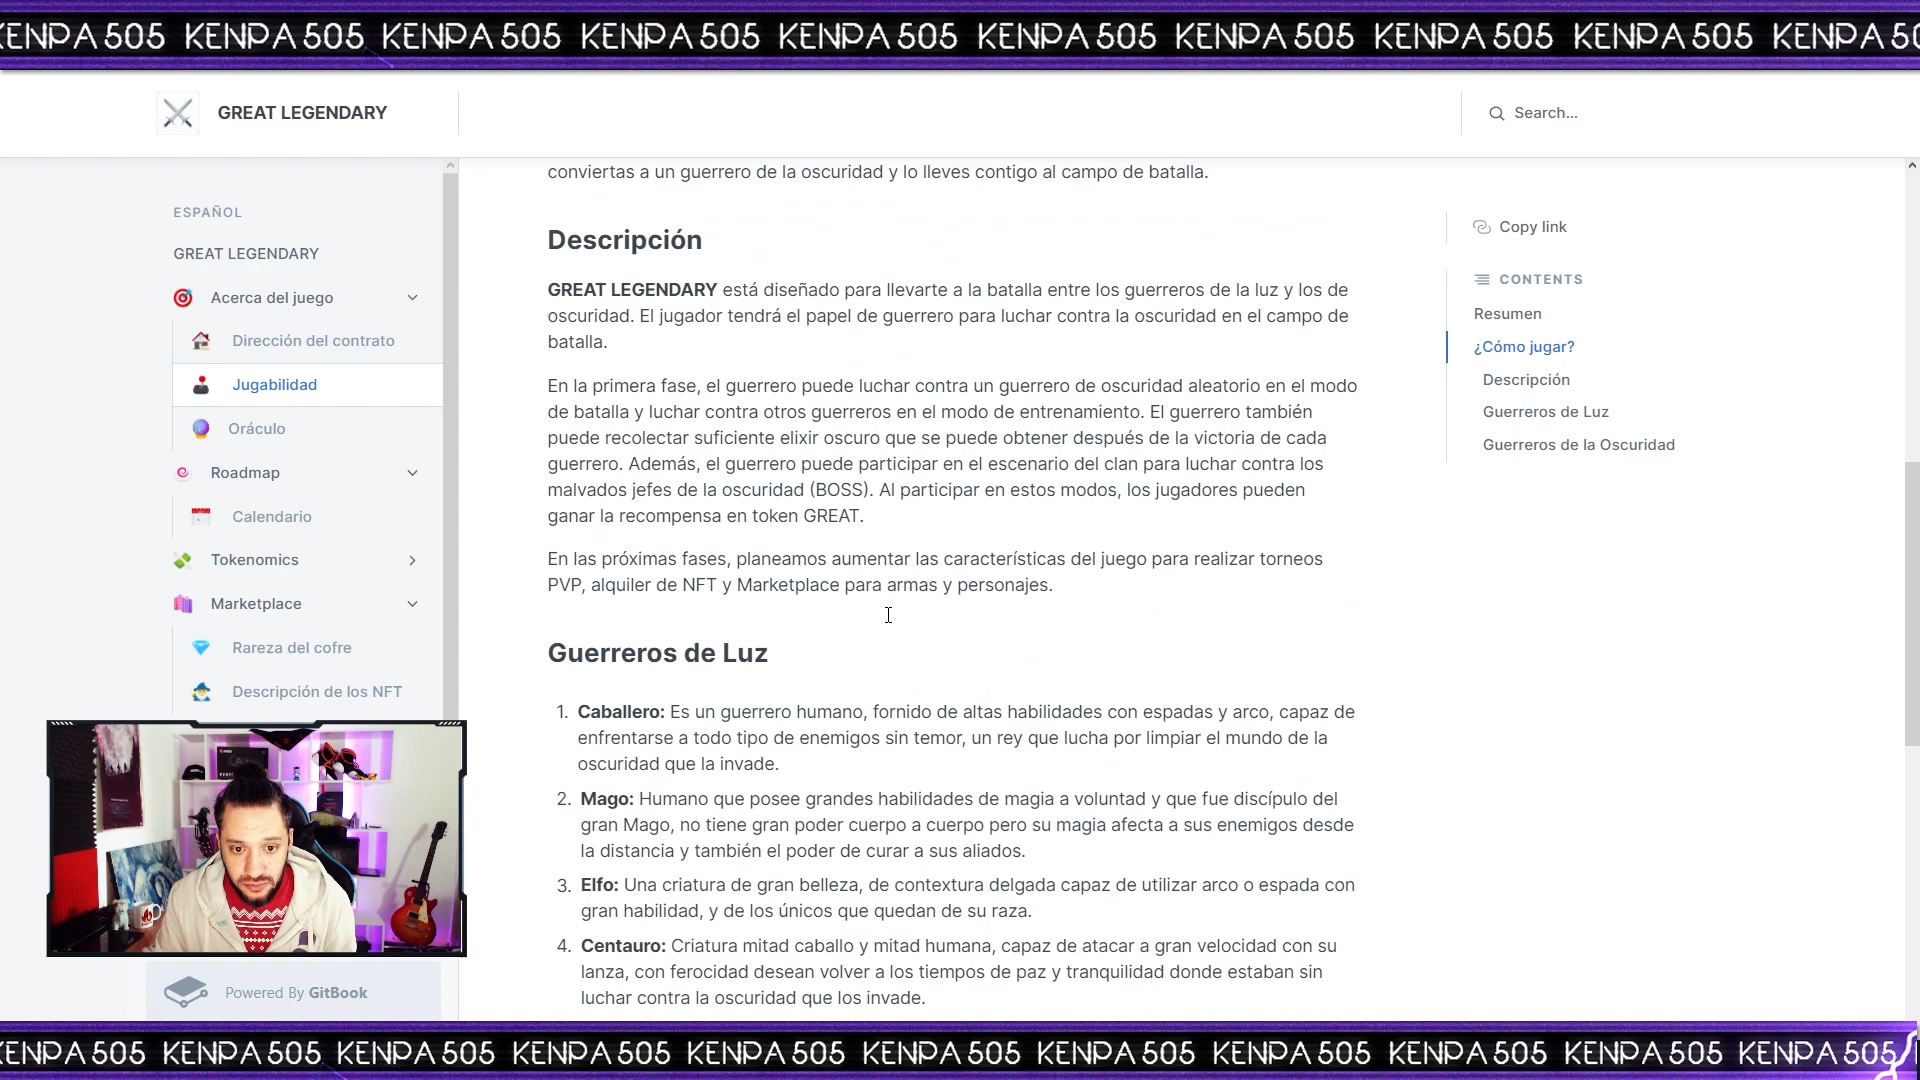 KENPA 505 KENPA 505 KENPA 505 KENPA 505 KENPA 505 KENPA 505 KENPA 505 KENPA 505 KENPA 505 KENPA 50
GREAT LEGENDARY
Search...
ESPAÑOL
GREAT LEGENDARY
Acerca del juego
Dirección del contrato
Jugabilidad
Oráculo
Roadmap
Calendario
Tokenomics
Marketplace
Rareza del cofre
Descripción de los NFT
Powered By GitBook
conviertas a un guerrero de la oscuridad y lo lleves contigo al campo de batalla.
Descripción
GREAT LEGENDARY está diseñado para llevarte a la batalla entre los guerreros de la luz y los de
oscuridad. El jugador tendrá el papel de guerrero para luchar contra la oscuridad en el campo de
batalla.
En la primera fase, el guerrero puede luchar contra un guerrero de oscuridad aleatorio en el modo
de batalla y luchar contra otros guerreros en el modo de entrenamiento. El guerrero también
puede recolectar suficiente elixir oscuro que se puede obtener después de la victoria de cada
guerrero. Además, el guerrero puede participar en el escenario del clan para luchar contra los
malvados jefes de la oscuridad (BOSS). Al participar en estos modos, los jugadores pueden
ganar la recompensa en token GREAT.
En las próximas fases, planeamos aumentar las características del juego para realizar torneos
PVP, alquiler de NFT y Marketplace para armas y personajes.
Guerreros de Luz
1. Caballero: Es un guerrero humano, fornido de altas habilidades con espadas y arco, capaz de
enfrentarse a todo tipo de enemigos sin temor, un rey que lucha por limpiar el mundo de la
oscuridad que la invade.
2. Mago: Humano que posee grandes habilidades de magia a voluntad y que fue discípulo del
gran Mago, no tiene gran poder cuerpo a cuerpo pero su magia afecta a sus enemigos desde
la distancia y también el poder de curar a sus aliados.
3. Elfo: Una criatura de gran belleza, de contextura delgada capaz de utilizar arco o espada con
gran habilidad, y de los únicos que quedan de su raza.
4. Centauro: Criatura mitad caballo y mitad humana, capaz de atacar a gran velocidad con su
lanza, con ferocidad desean volver a los tiempos de paz y tranquilidad donde estaban sin
luchar contra la oscuridad que los invade.
Copy link
CONTENTS
Resumen
¿Cómo jugar?
Descripción
Guerreros de Luz
Guerreros de la Oscuridad
KENPA 505 KENPA 505 KENPA 505 KENPA 505 KENPA 505 KENPA 505 KENPA 505 KENPA 505 KENPA 505 KENPA 505 KENPA 505